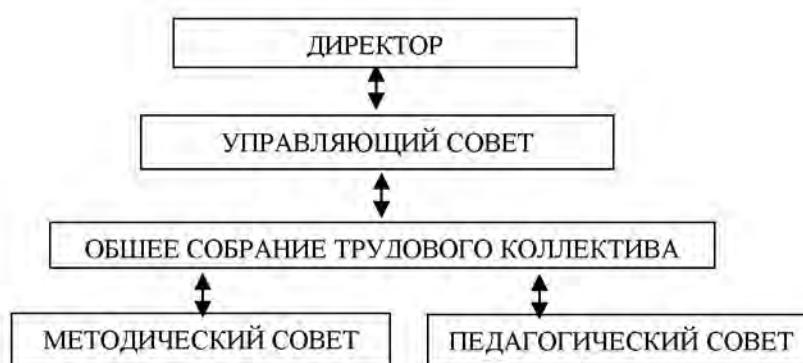 ДИРЕКТОР
УПРАВЛЯЮЩИЙ СОВЕТ
ОБШЕЕ СОБРАНИЕ ТРУДОВОГО КОЛЛЕКТИВА
МЕТОДИЧЕСКИЙ СОВЕТ
ПЕДАГОГИЧЕСКИЙ СОВЕТ